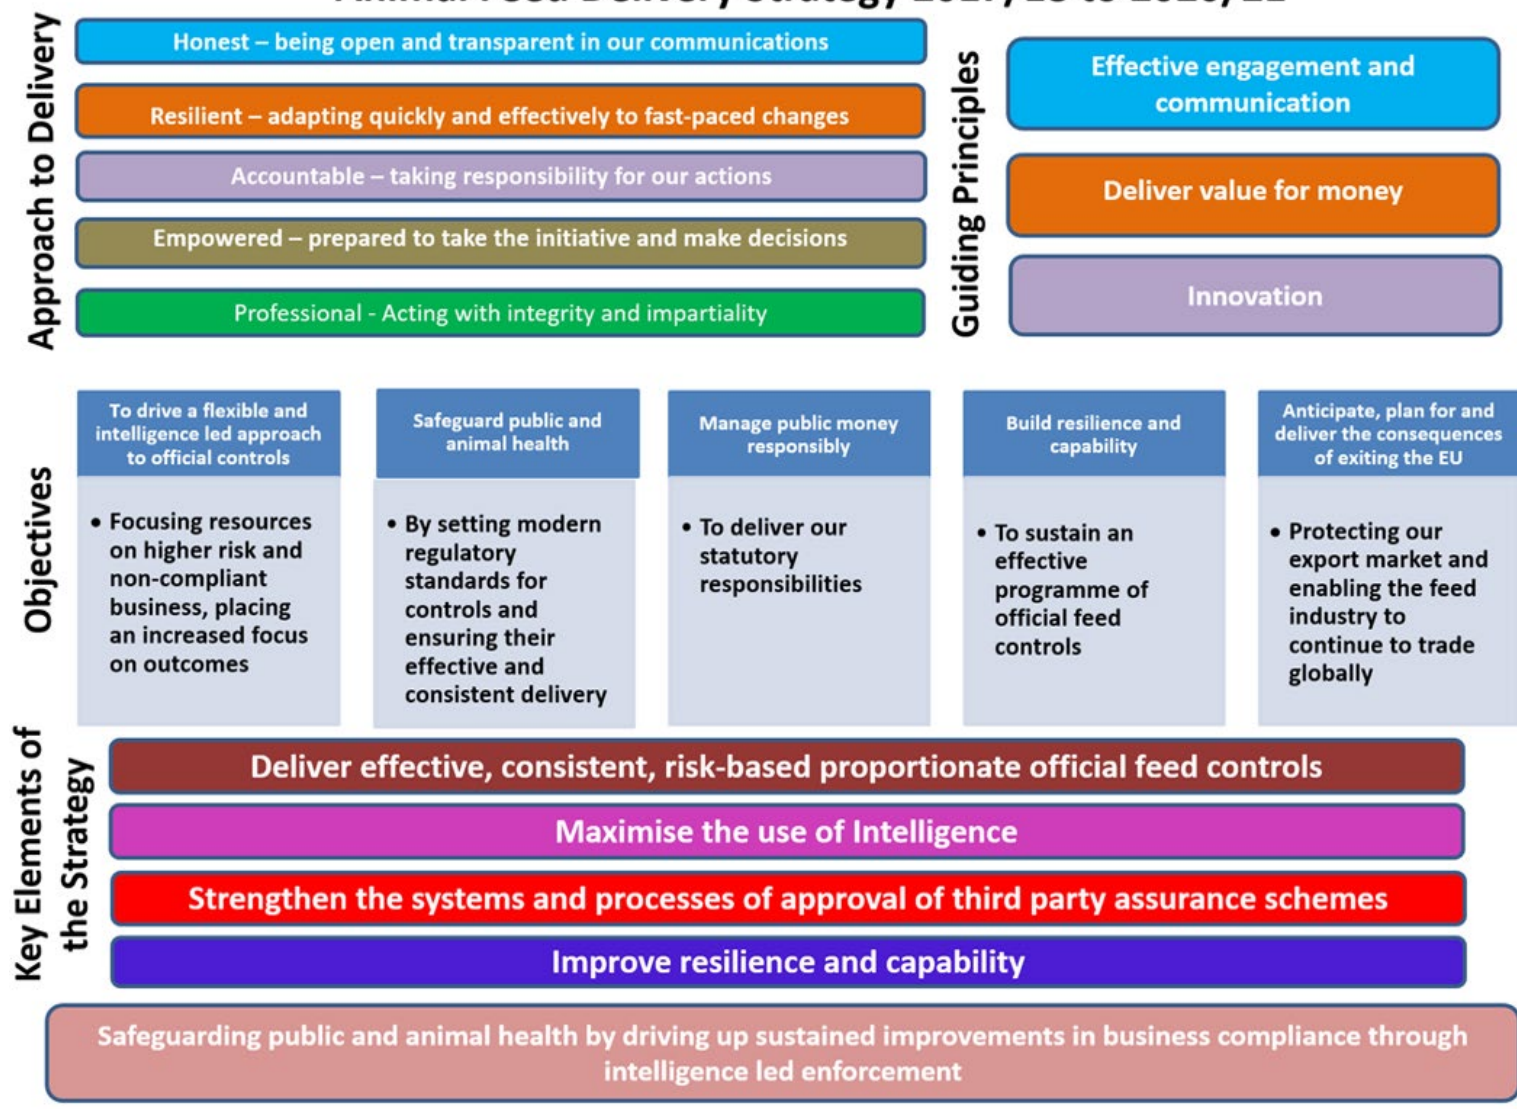 Animal Feed Delivery Strategy
Approach to Delivery
Honest – being open and transparent in our communications
Resilient – adapting quickly and effectively to fast-paced changes
Accountable – taking responsibility for our actions
Empowered – prepared to take the initiative and make decisions
Professional - Acting with integrity and impartiality
Guiding Principles
Effective engagement and
communication
Deliver value for money
Innovation
Objectives
To drive a flexible and
intelligence led approach
to official controls
• Focusing resources
on higher risk and
non-compliant
business, placing
an increased focus
on outcomes
Safeguard public and
animal health
• By setting modern
regulatory
standards for
controls and
ensuring their
effective and
consistent delivery
Manage public money
responsibly
• To deliver our
statutory
responsibilities
Build resilience and
capability
• To sustain an
effective
programme of
official feed
controls
Anticipate, plan for and
deliver the consequences
of exiting the EU
• Protecting our
export market and
enabling the feed
industry to
continue to trade
globally
Key Elements of
the Strategy
Deliver effective, consistent, risk-based proportionate official feed controls
Maximise the use of Intelligence
Strengthen the systems and processes of approval of third party assurance schemes
Improve resilience and capability
Safeguarding public and animal health by driving up sustained improvements in business compliance through
intelligence led enforcement